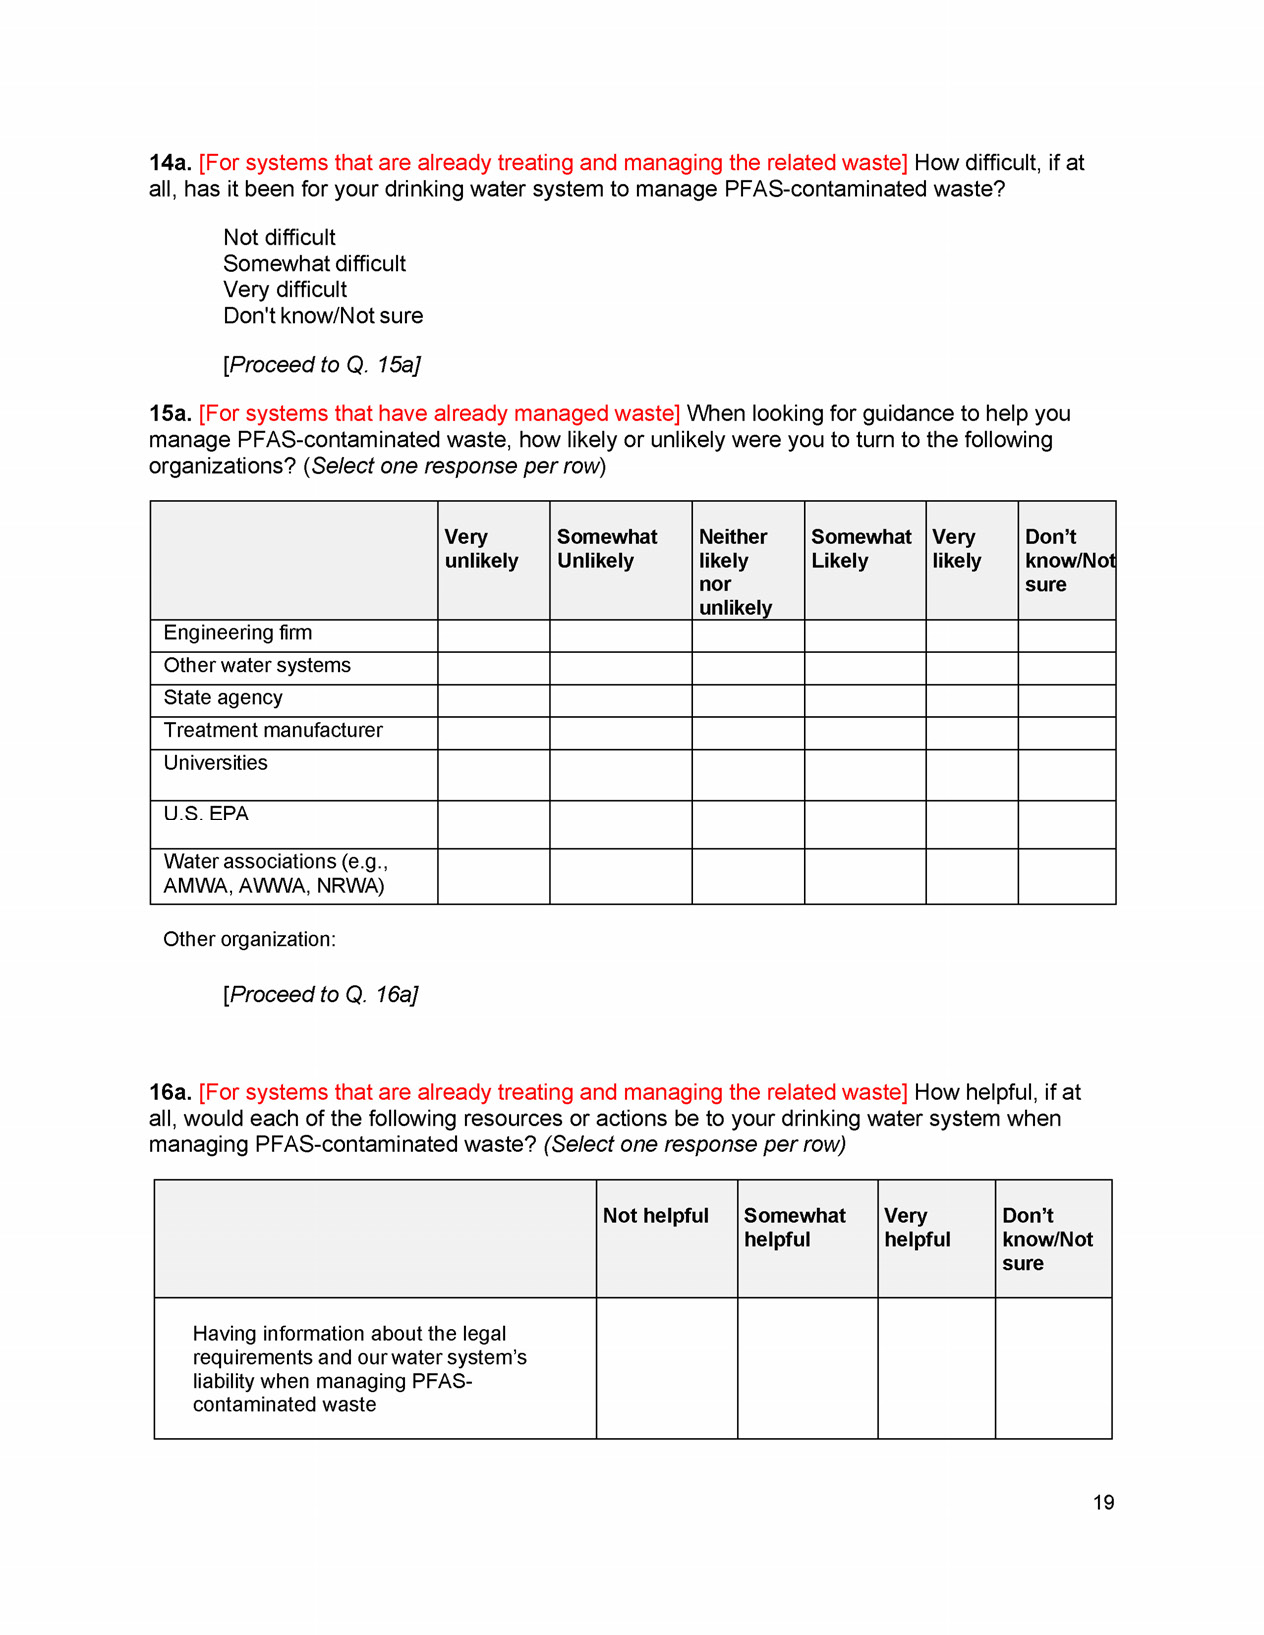 14a. [For systems that are already treating and managing the related waste] How difficult, if at
all, has it been for your drinking water system to manage PFAS-contaminated waste?
Not difficult
Somewhat difficult
Very difficult
Don't know/Not sure
[Proceed to Q. 15a]
15a. [For systems that have already managed waste] When looking for guidance to help you
manage PFAS-contaminated waste, how likely or unlikely were you to turn to the following
organizations? (Select one response per row)
Very
unlikely
Somewhat
Unlikely
Neither
likely
nor
unlikely
Somewhat
Likely
Very
likely
Don’t
know/Not
sure
Engineering firm
Other water systems
State agency
Treatment manufacturer
Universities
U.S. EPA
Water associations (e.g.,
AMWA, AWWA, NRWA)
Other organization:
[Proceed to Q. 16a]
16a. [For systems that are already treating and managing the related waste] How helpful, if at
all, would each of the following resources or actions be to your drinking water system when
managing PFAS-contaminated waste? (Select one response per row)
Not helpful
Somewhat
helpful
Very
helpful
Don’t
know/Not
sure
Having information about the legal
requirements and our water system’s
liability when managing PFAS-
contaminated waste
19